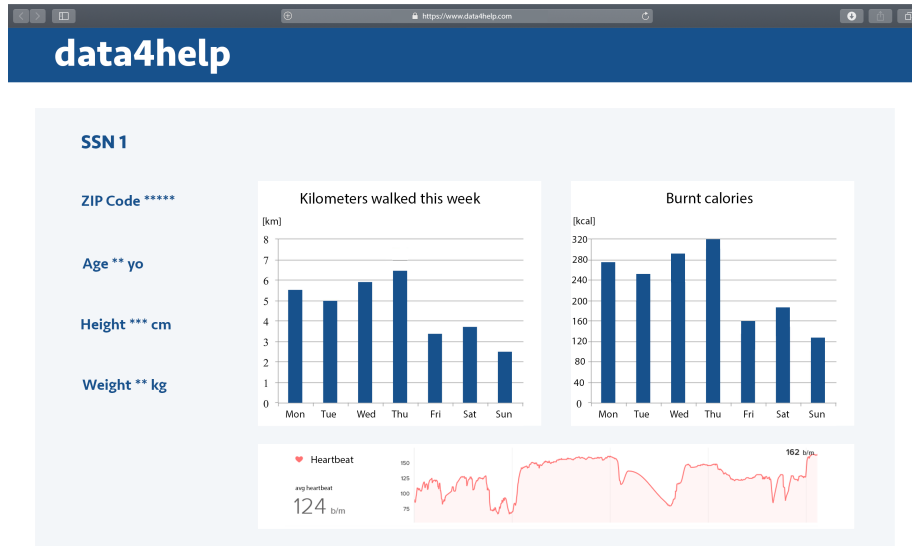 https://www.data4help.com
data4help
SSN 1
ZIP Code *****
Age ** yo
Height *** cm
Weight ** kg
Kilometers walked this week
[km]
8
7
6
5
4
3
2
1
0
Mon Tue Wed Thu Fri Sat Sun
Burnt calories
[kcal]
320
280
240
200
160
120
80
40
0
Mon Tue Wed Thu Fri Sat Sun
Heartbeat
avg heartbeat
124 b/m
150
125
100
75
162 b/m